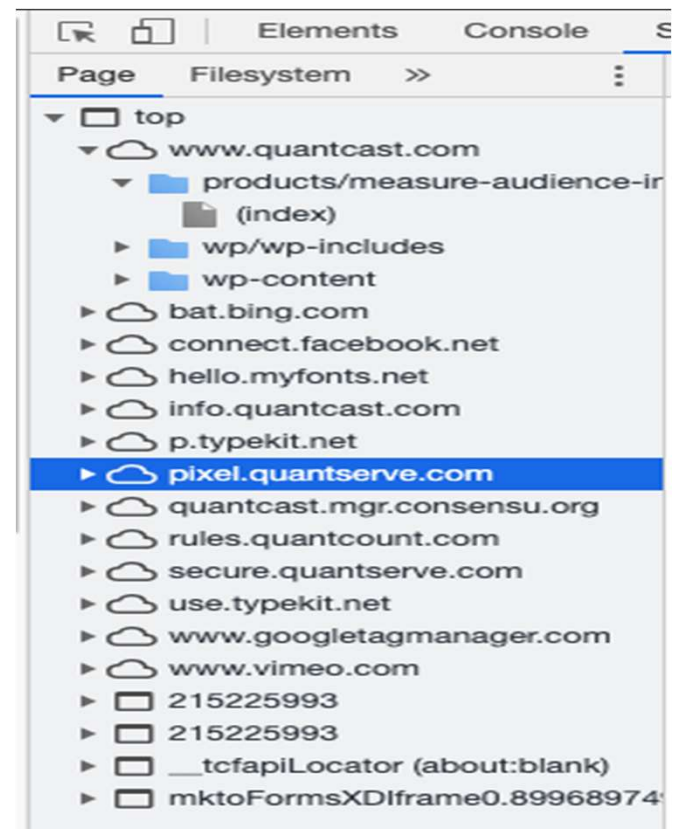 Elements Console S
Page Filesystem »
top
www.quantcast.com
products/measure-audience-in
(index)
wp/wp-includes
wp-content
bat.bing.com
connect.facebook.net
hello.myfonts.net
info.quantcast.com
p.typekit.net
pixel.quantserve.com
quantcast.mgr.consensu.org
rules.quantcount.com
secure.quantserve.com
use.typekit.net
www.googletagmanager.com
www.vimeo.com
215225993
215225993
__tcfapiLocator (about:blank)
mktoFormsXDIframe0.89968974